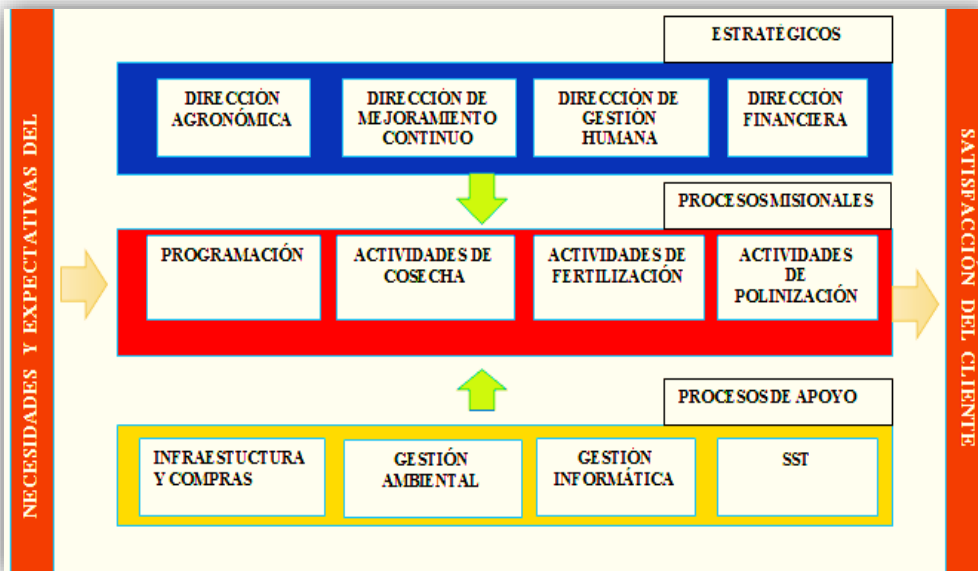 NECESIDADES Y EXPECTATIVAS DEL
ESTRATÉGICOS
DIRECCIÓN
AGRONÓMICA
DIRECCIÓN DE
MEJORAMIENTO
CONTINUO
DIRECCIÓN DE
GESTIÓN
HUMANA
DIRECCIÓN
FINANCIERA
PROCESOS MISIONALES
PROGRAMACIÓN
ACTIVIDADES DE
COSECHA
ACTIVIDADES DE
FERTILIZACIÓN
ACTIVIDADES
DE
POLINIZACIÓN
PROCESOS DE APOYO
INFRAESTUCTURA
Y COMPRAS
GESTIÓN
AMBIENTAL
GESTIÓN
INFORMÁTICA
SST
SATISFACCIÓN DEL CLIENTE